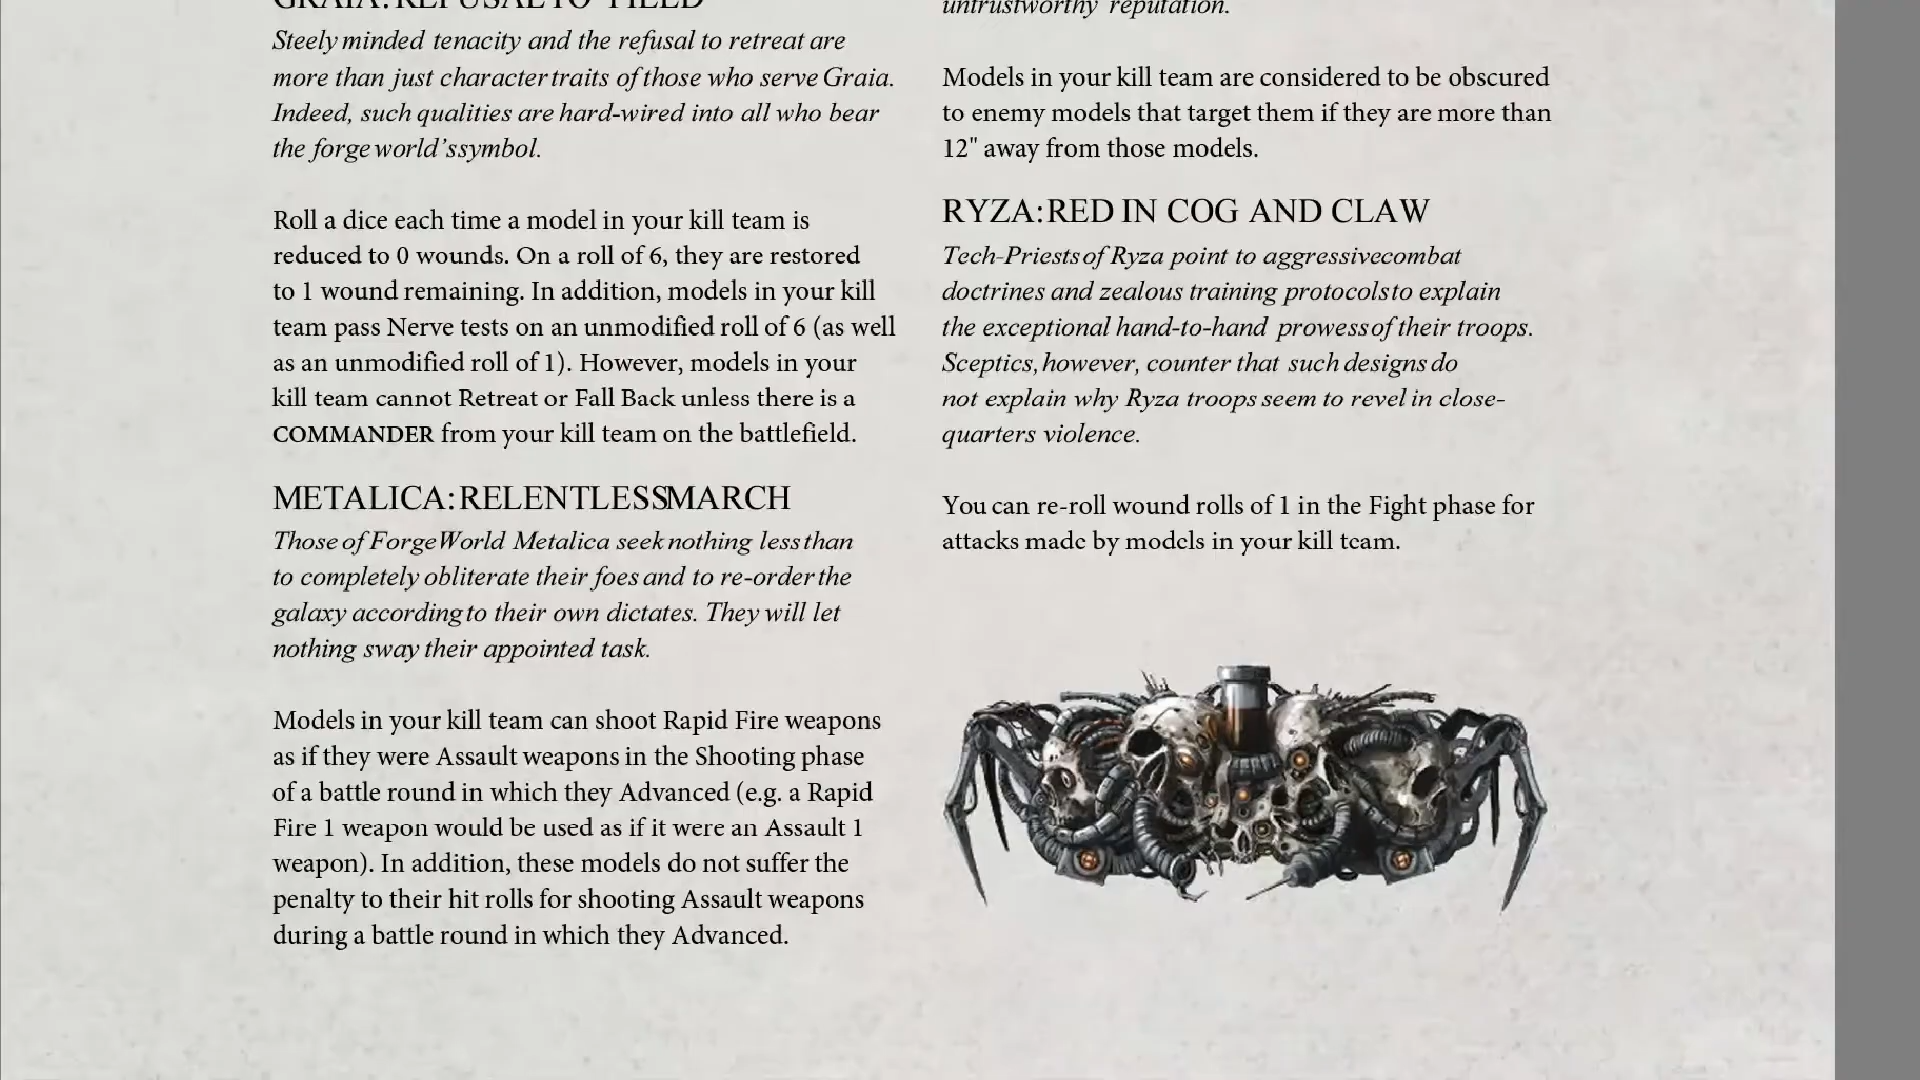 GRAIA: REFUSAL TO YIELD
Steely minded tenacity and the refusal to retreat are
more than just character traits of those who serve Graia.
Indeed, such qualities are hard-wired into all who bear
the forge world's symbol.
Roll a dice each time a model in your kill team is
reduced to 0 wounds. On a roll of 6, they are restored
to 1 wound remaining. In addition, models in your kill
team pass Nerve tests on an unmodified roll of 6 (as well
as an unmodified roll of 1). However, models in your
kill team cannot Retreat or Fall Back unless there is a
COMMANDER from your kill team on the battlefield.
METALICA: RELENTLESS MARCH
Those of Forge World Metalica seek nothing less than
to completely obliterate their foes and to re-order the
galaxy according to their own dictates. They will let
nothing sway their appointed task.
Models in your kill team can shoot Rapid Fire weapons
as if they were Assault weapons in the Shooting phase
of a battle round in which they Advanced (e.g. a Rapid
Fire 1 weapon would be used as if it were an Assault 1
weapon). In addition, these models do not suffer the
penalty to their hit rolls for shooting Assault weapons
during a battle round in which they Advanced.
untrustworthy reputation.
Models in your kill team are considered to be obscured
to enemy models that target them if they are more than
12" away from those models.
RYZA: RED IN COG AND CLAW
Tech-Priests of Ryza point to aggressive combat
doctrines and zealous training protocols to explain
the exceptional hand-to-hand prowess of their troops.
Sceptics, however, counter that such designs do
not explain why Ryza troops seem to revel in close-
quarters violence.
You can re-roll wound rolls of 1 in the Fight phase for
attacks made by models in your kill team.